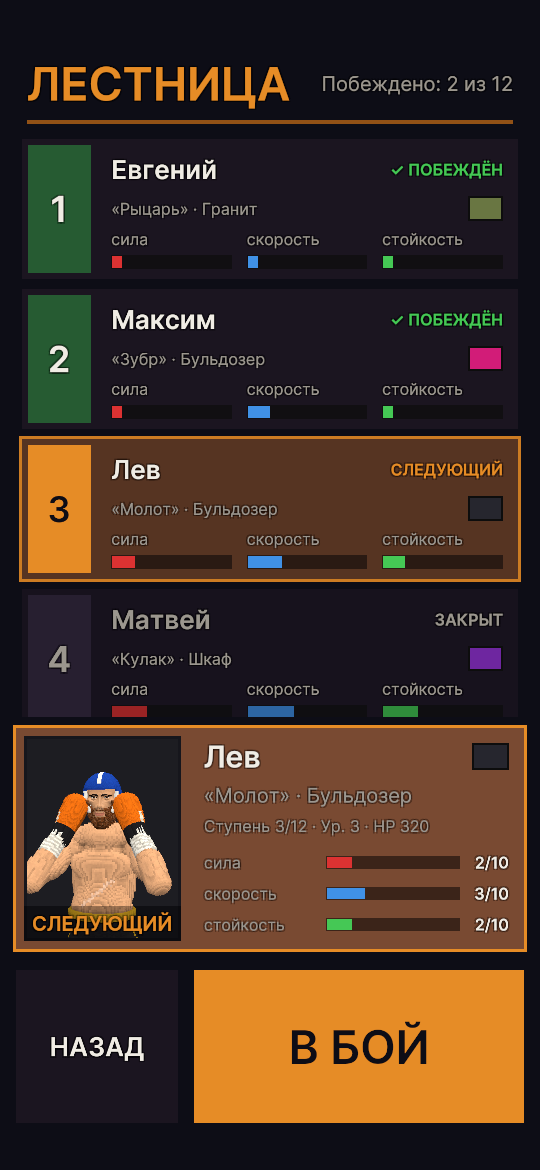 ЛЕСТНИЦА Побеждено: 2 из 12
1 Евгений ✓ ПОБЕЖДЁН
«Рыцарь» · Гранит
сила скорость стойкость
2 Максим ✓ ПОБЕЖДЁН
«Зубр» · Бульдозер
сила скорость стойкость
3 Лев СЛЕДУЮЩИЙ
«Молот» · Бульдозер
сила скорость стойкость
4 Матвей ЗАКРЫТ
«Кулак» · Шкаф
сила скорость стойкость
Лев
«Молот» · Бульдозер
Ступень 3/12 · Ур. 3 · HP 320
сила 2/10
скорость 3/10
стойкость 2/10
СЛЕДУЮЩИЙ
НАЗАД В БОЙ